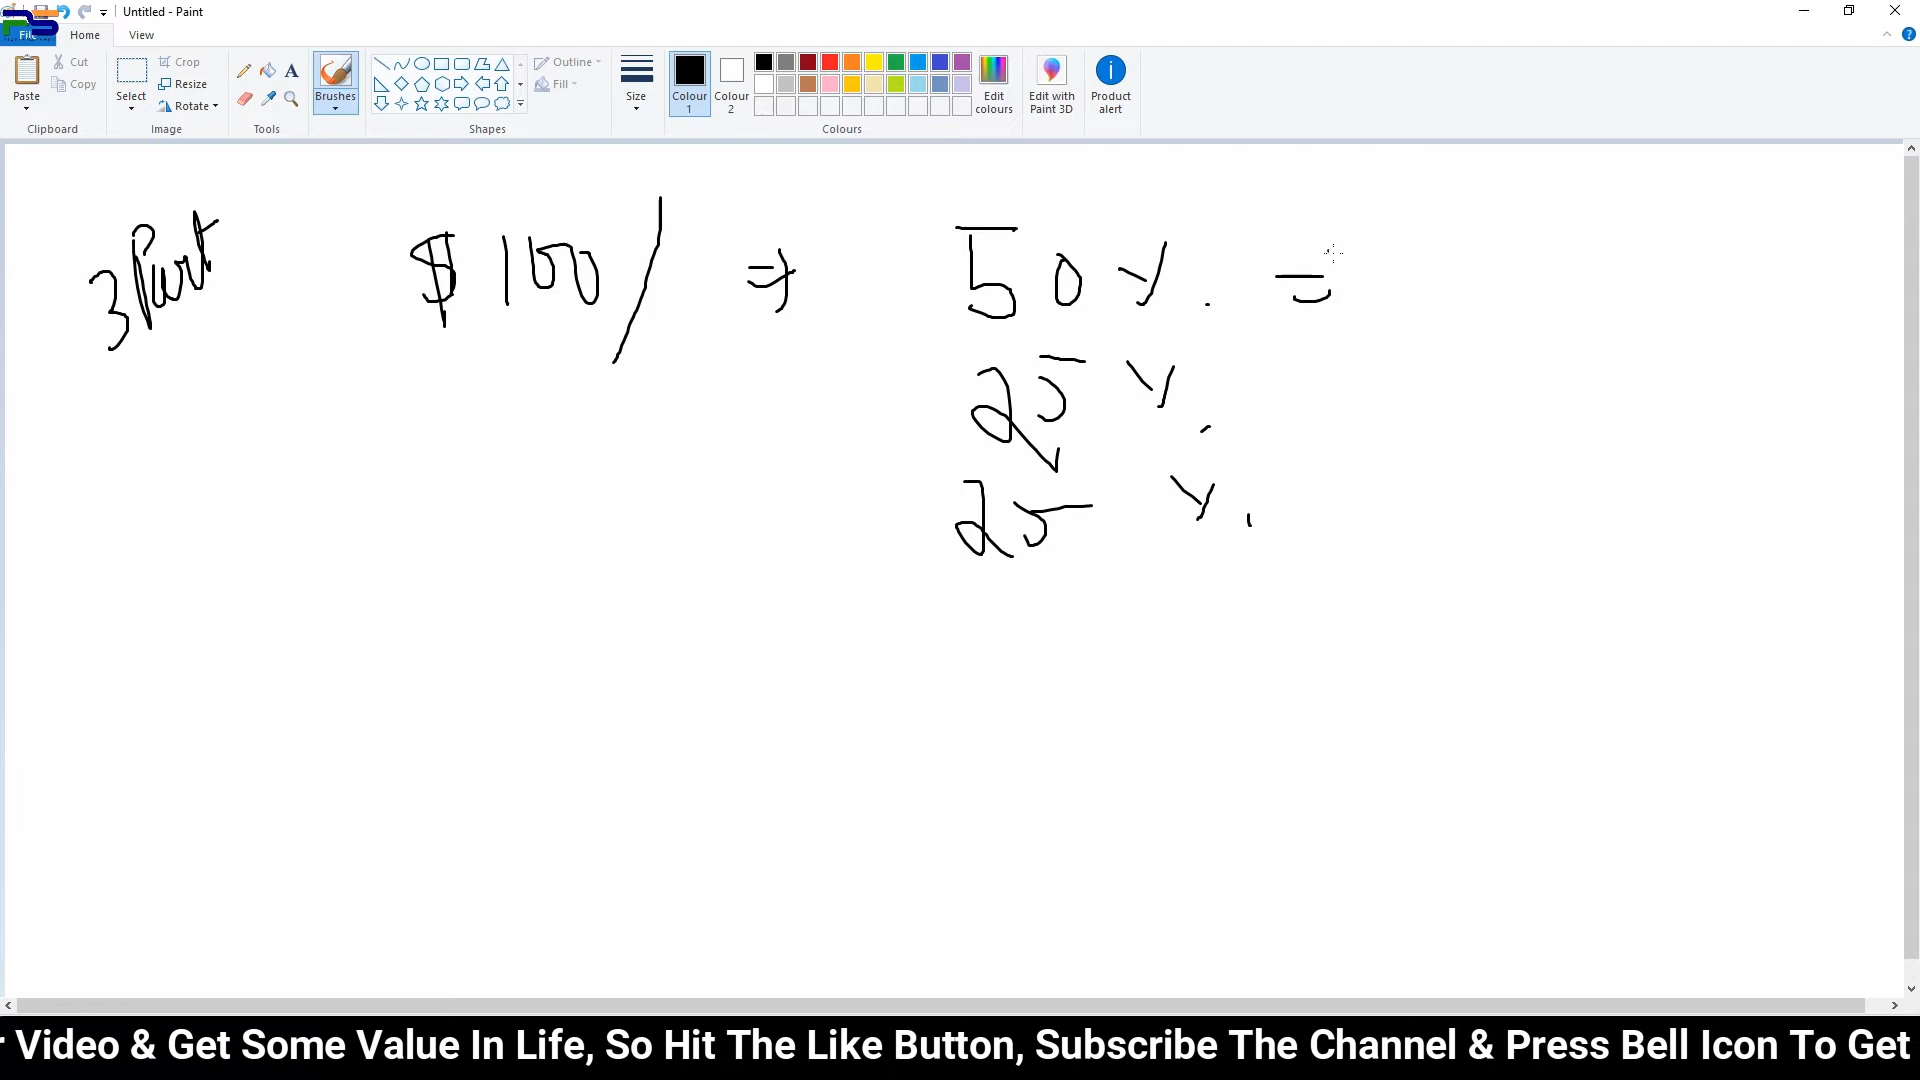 Untitled - Paint
File Home View
Cut
Copy
Paste
Clipboard
Select
Crop
Resize
Rotate
Image
Tools
Brushes
Shapes
Outline
Fill
Size
Colour 1
Colour 2
Colours
Edit colours
Edit with Paint 3D
Product alert
3 Part $ 100/ ⇒ 50 %. =
25 %.
25 %.
Video & Get Some Value In Life, So Hit The Like Button, Subscribe The Channel & Press Bell Icon To Get